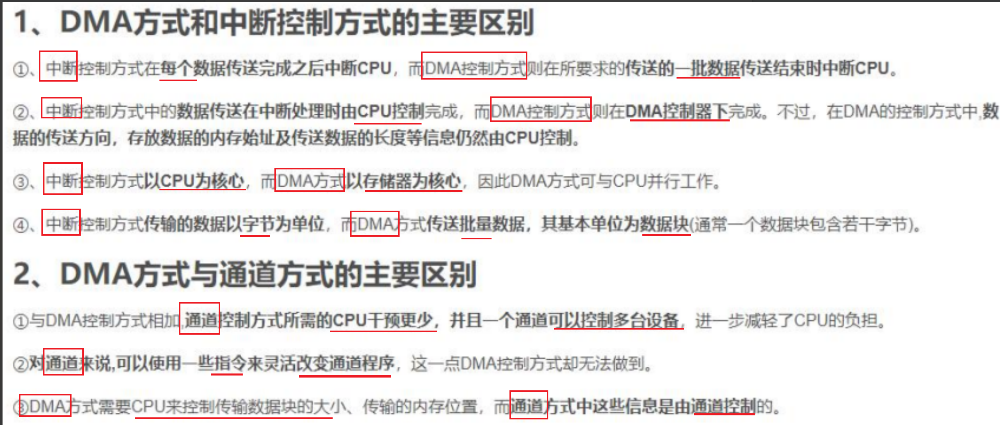 1、DMA方式和中断控制方式的主要区别
①、中断控制方式在每个数据传送完成之后中断CPU，而DMA控制方式则在所要求的传送的一批数据传送结束时中断CPU。
②、中断控制方式中的数据传送在中断处理时由CPU控制完成，而DMA控制方式则在DMA控制器下完成。不过，在DMA的控制方式中,数
据的传送方向，存放数据的内存始址及传送数据的长度等信息仍然由CPU控制。
③、中断控制方式以CPU为核心，而DMA方式以存储器为核心，因此DMA方式可与CPU并行工作。
④、中断控制方式传输的数据以字节为单位，而DMA方式传送批量数据，其基本单位为数据块(通常一个数据块包含若干字节)。
2、DMA方式与通道方式的主要区别
①与DMA控制方式相加,通道控制方式所需的CPU干预更少，并且一个通道可以控制多台设备，进一步减轻了CPU的负担。
②对通道来说,可以使用一些指令来灵活改变通道程序，这一点DMA控制方式却无法做到。
③DMA方式需要CPU来控制传输数据块的大小、传输的内存位置，而通道方式中这些信息是由通道控制的。